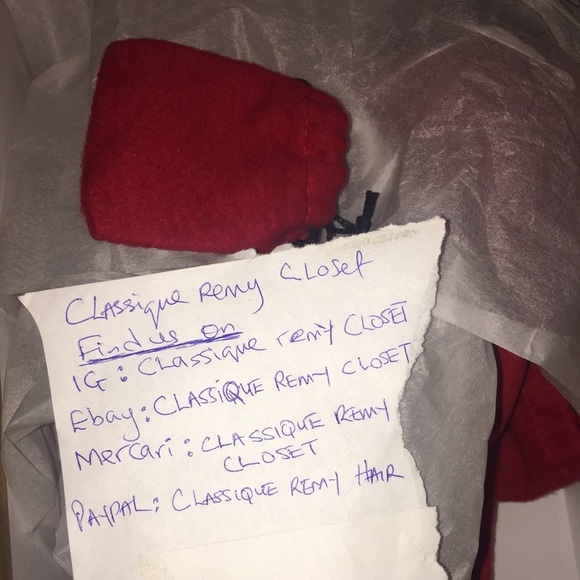 Classique Remy Closet
Find us on
IG: Classique remy CLOSET
Ebay: CLASSIQUE REMY CLOSET
Mercari: CLASSIQUE REMY
CLOSET
PAYPAL: CLASSIQUE REMY HAIR